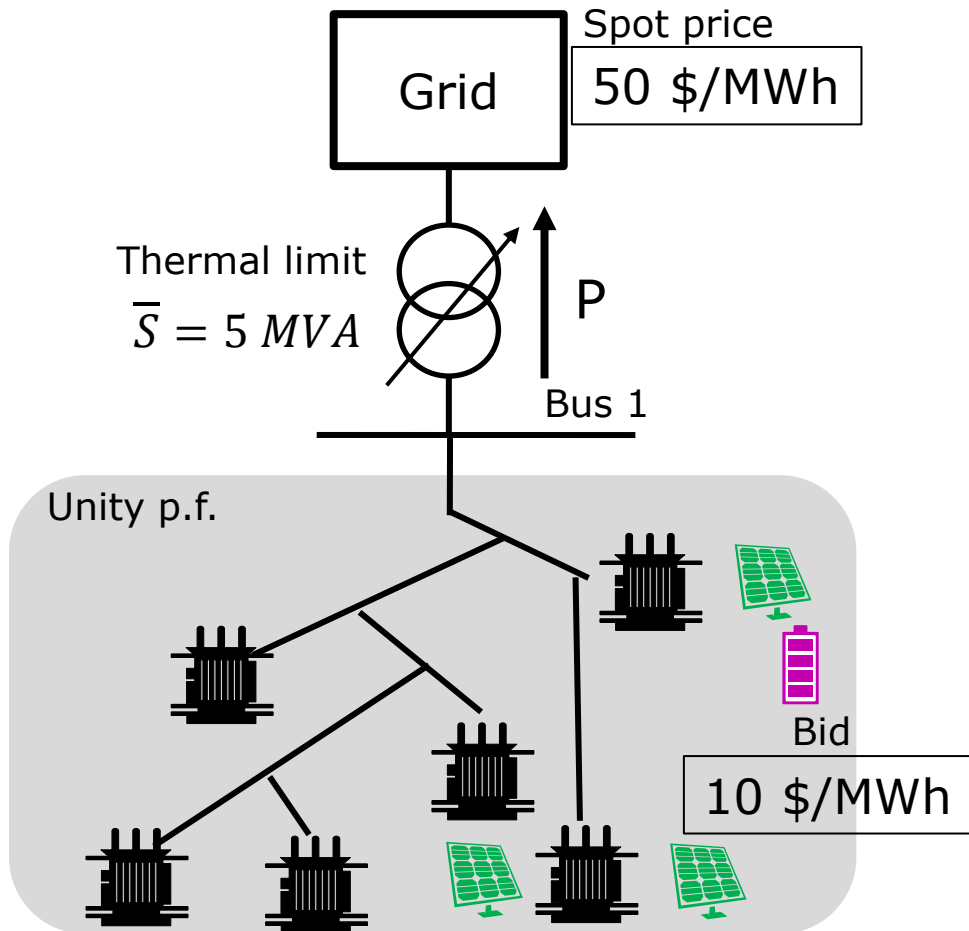 Spot price
Grid
50 $/MWh
Thermal limit
S̅ = 5 MVA
P
Bus 1
Unity p.f.
Bid
10 $/MWh